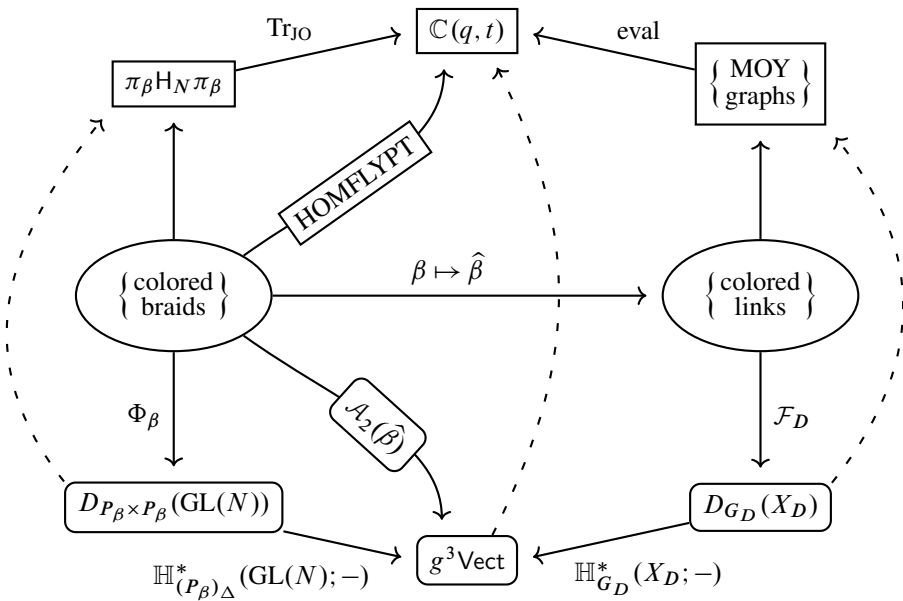 Tr_JO
ℂ(q, t)
eval
π_β H_N π_β
{ MOY graphs }
HOMFLYPT
{ colored braids }
β ↦ β̂
{ colored links }
Φ_β
𝒜₂(β̂)
ℱ_D
D_{P_β×P_β}(GL(N))
g³Vect
D_{G_D}(X_D)
ℍ*_{(P_β)_Δ}(GL(N); −)
ℍ*_{G_D}(X_D; −)